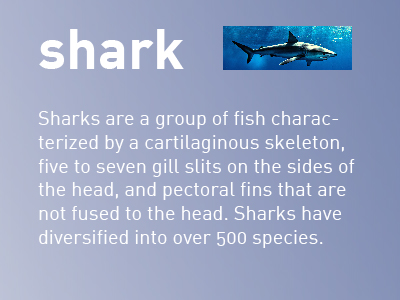 shark
Sharks are a group of fish charac-
terized by a cartilaginous skeleton,
five to seven gill slits on the sides of
the head, and pectoral fins that are
not fused to the head. Sharks have
diversified into over 500 species.